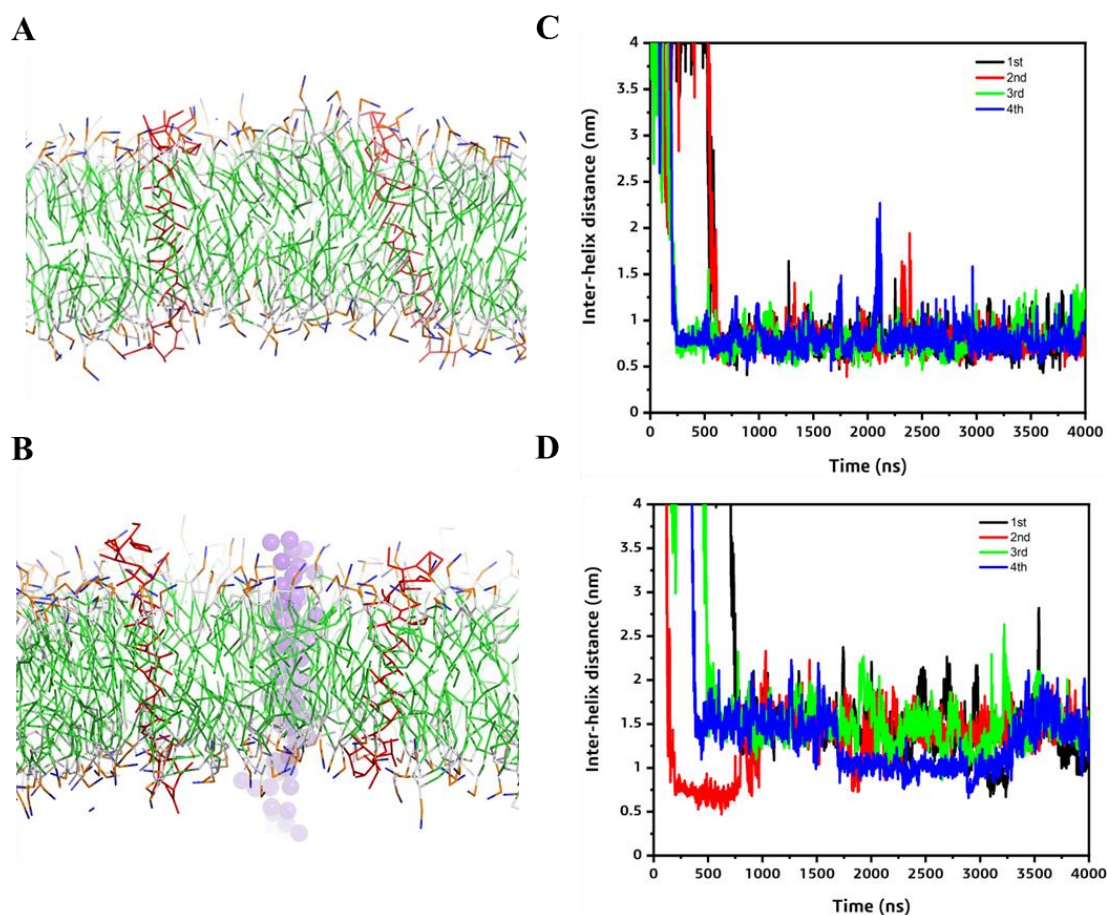 A
B
C
Inter-helix distance (nm)
4
3.5
3
2.5
2
1.5
1
0.5
0
1st
2nd
3rd
4th
0 500 1000 1500 2000 2500 3000 3500 4000
Time (ns)
D
Inter-helix distance (nm)
4
3.5
3
2.5
2
1.5
1
0.5
0
1st
2nd
3rd
4th
0 500 1000 1500 2000 2500 3000 3500 4000
Time (ns)